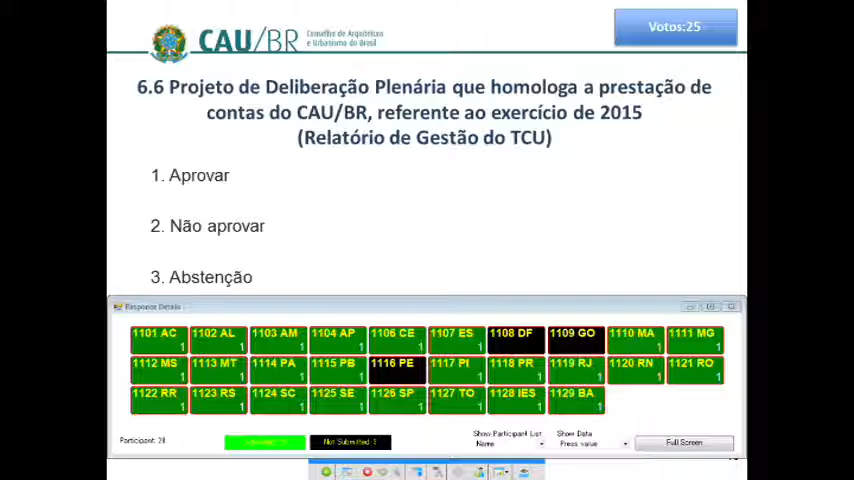 CAU/BR
Conselho de Arquitetura
e Urbanismo do Brasil
Votos:25
6.6 Projeto de Deliberação Plenária que homologa a prestação de
contas do CAU/BR, referente ao exercício de 2015
(Relatório de Gestão do TCU)
1. Aprovar
2. Não aprovar
3. Abstenção
Response Details
1101 AC 1102 AL 1103 AM 1104 AP 1106 CE 1107 ES 1108 DF 1109 GO 1110 MA 1111 MG
1 1 1 1 1 1 1 1
1112 MS 1113 MT 1114 PA 1115 PB 1116 PE 1117 PI 1118 PR 1119 RJ 1120 RN 1121 RO
1 1 1 1 1 1 1 1 1
1122 RR 1123 RS 1124 SC 1125 SE 1126 SP 1127 TO 1128 IES 1129 BA
1 1 1 1 1 1 1 1
Participant: 28
Not Submitted: 3
Show Participant List
Name
Show Data
Press value
Full Screen